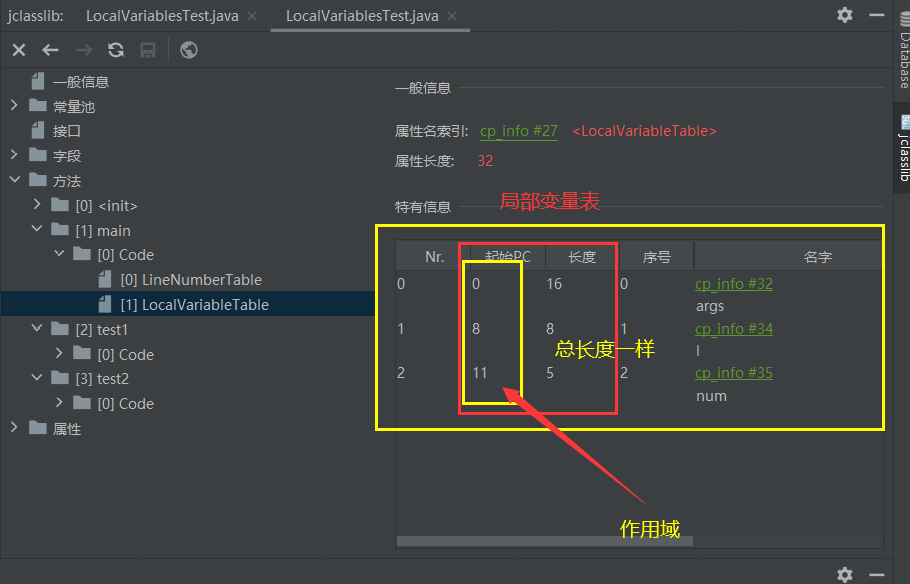 jclasslib: LocalVariablesTest.java LocalVariablesTest.java
Database
jclasslib
一般信息
常量池
接口
字段
方法
[0] <init>
[1] main
[0] Code
[0] LineNumberTable
[1] LocalVariableTable
[2] test1
[0] Code
[3] test2
[0] Code
属性
一般信息
属性名索引: cp_info #27 <LocalVariableTable>
属性长度: 32
特有信息
局部变量表
Nr. 起始PC 长度 序号 名字
0 0 16 0 cp_info #32
args
1 8 8 1 cp_info #34
l
总长度一样
2 11 5 2 cp_info #35
num
作用域